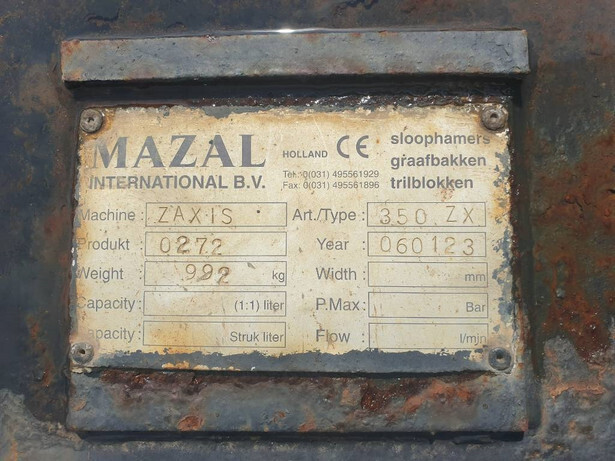 MAZAL
INTERNATIONAL B.V.
HOLLAND CE
Tel.: 0(031) 495561929
Fax: 0(031) 495561896
sloophamers
graafbakken
trilblokken
Machine : ZAXIS Art./Type : 350 ZX
Produkt : 0272 Year : 060123
Weight : 992 kg Width : mm
Capacity : (1:1) liter P.Max : Bar
Capacity : Struk liter Flow : l/min